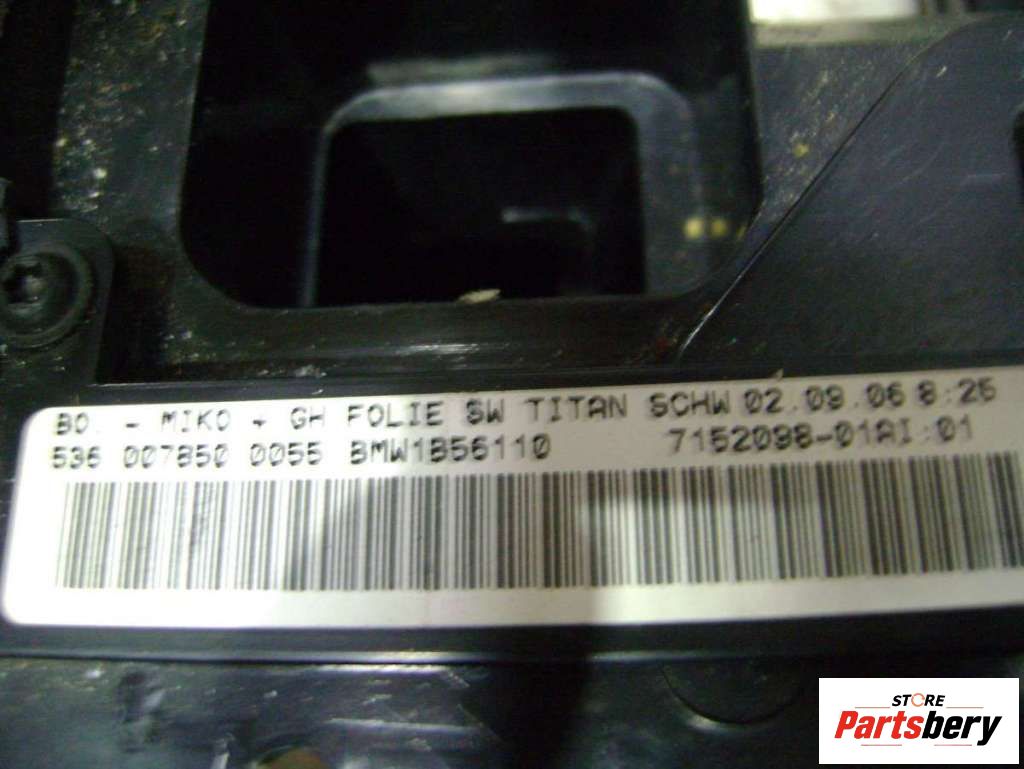 BO. - MIKO + GH FOLIE SW TITAN SCHW 02.09.06 8:26
536 007850 0055 BMW1B56110 7152098-01AI:01
STORE
Partsbery